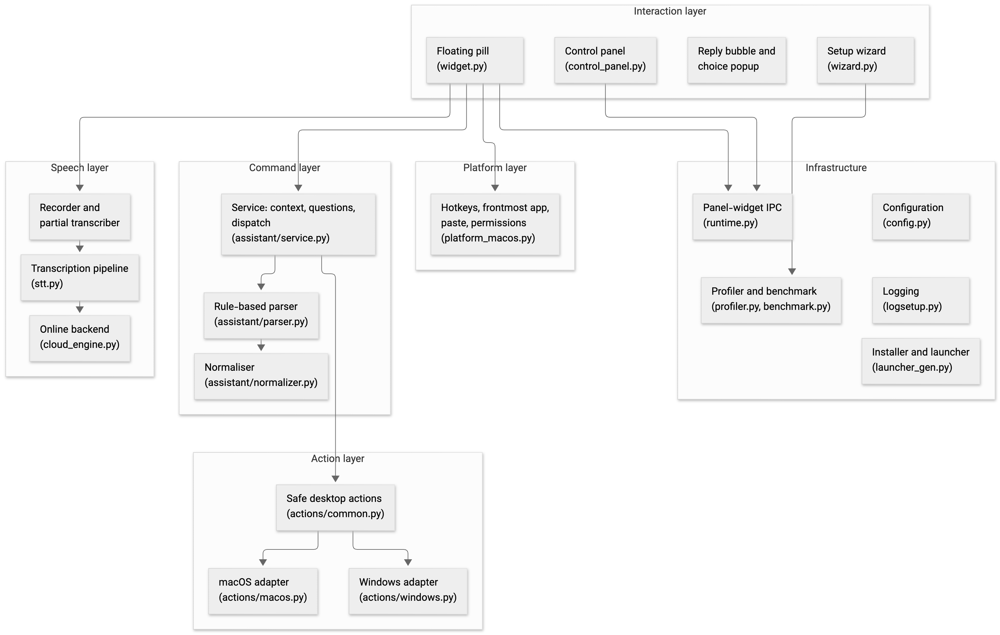 Interaction layer
Floating pill
(widget.py)
Control panel
(control_panel.py)
Reply bubble and
choice popup
Setup wizard
(wizard.py)
Speech layer
Recorder and
partial transcriber
Transcription pipeline
(stt.py)
Online backend
(cloud_engine.py)
Command layer
Service: context, questions,
dispatch
(assistant/service.py)
Rule-based parser
(assistant/parser.py)
Normaliser
(assistant/normalizer.py)
Platform layer
Hotkeys, frontmost app,
paste, permissions
(platform_macos.py)
Infrastructure
Panel-widget IPC
(runtime.py)
Configuration
(config.py)
Profiler and benchmark
(profiler.py, benchmark.py)
Logging
(logsetup.py)
Installer and launcher
(launcher_gen.py)
Action layer
Safe desktop actions
(actions/common.py)
macOS adapter
(actions/macos.py)
Windows adapter
(actions/windows.py)